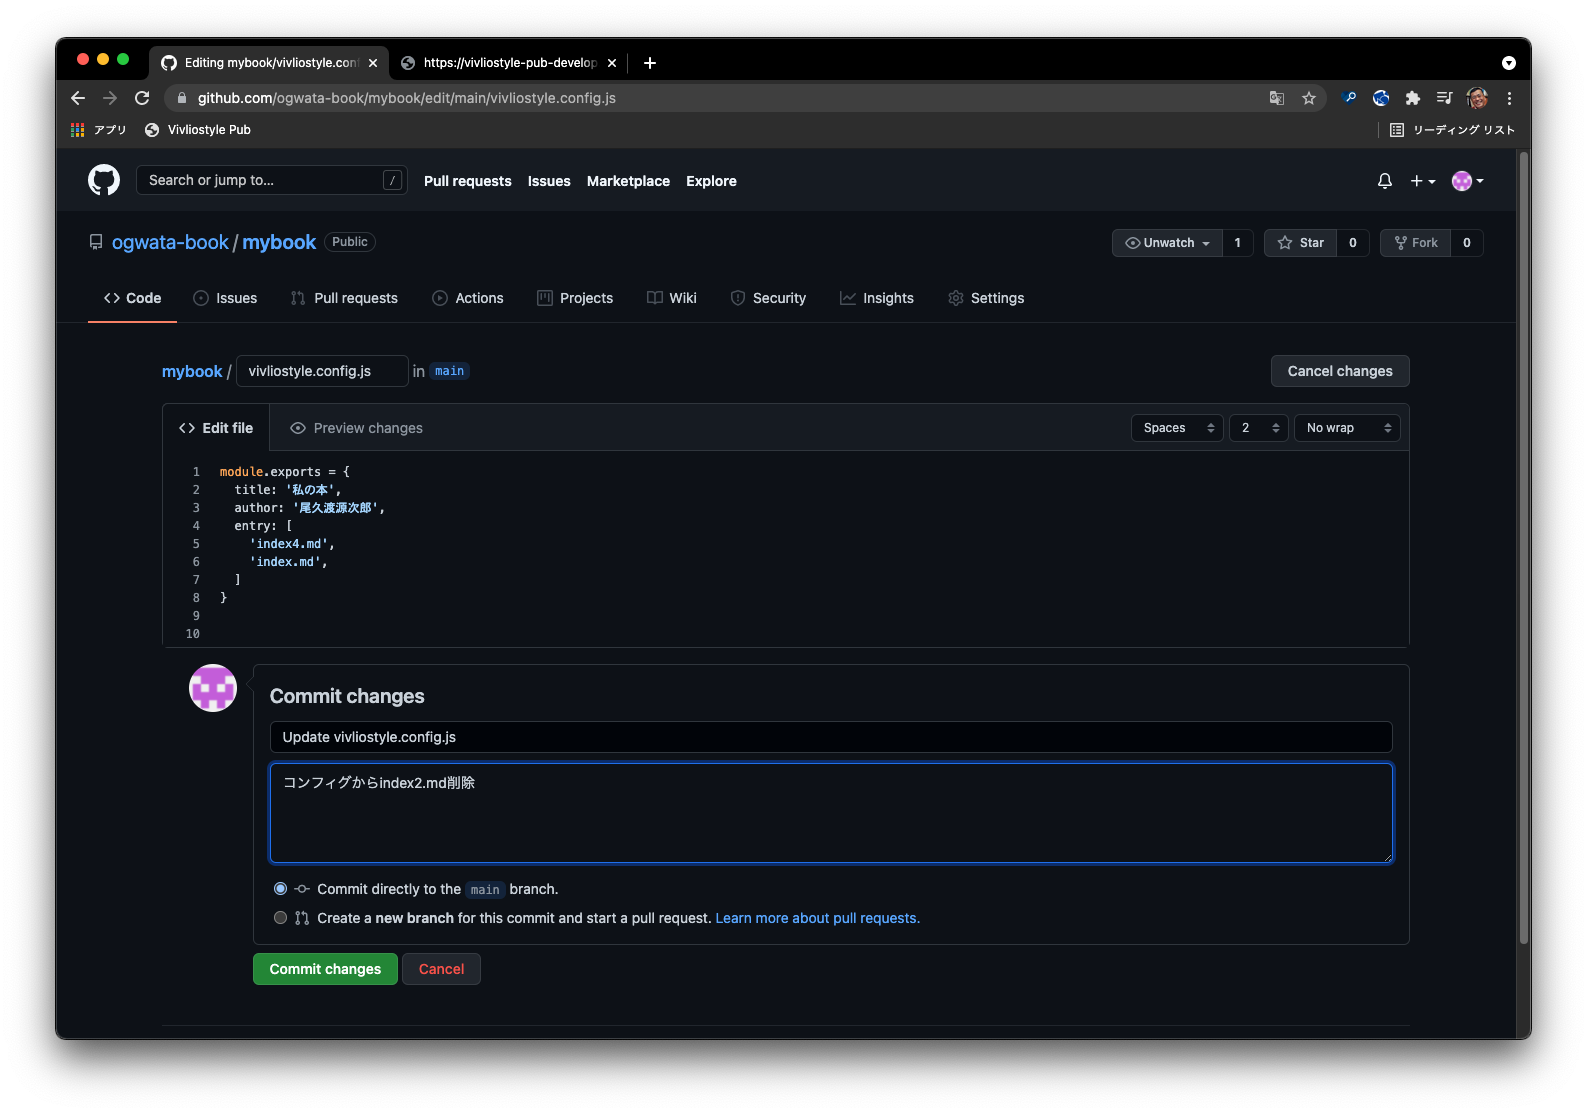 Editing mybook/vivliostyle.con
https://vivliostyle-pub-develop
github.com/ogwata-book/mybook/edit/main/vivliostyle.config.js
アプリ Vivliostyle Pub リーディング リスト
Search or jump to... /
Pull requests Issues Marketplace Explore
ogwata-book / mybook Public
Unwatch 1 Star 0 Fork 0
Code Issues Pull requests Actions Projects Wiki Security Insights Settings
mybook / vivliostyle.config.js in main Cancel changes
Edit file Preview changes Spaces 2 No wrap
1 module.exports = {
2 title: '私の本',
3 author: '尾久渡源次郎',
4 entry: [
5 'index4.md',
6 'index.md',
7 ]
8 }
9
10
Commit changes
Update vivliostyle.config.js
コンフィグからindex2.md削除
Commit directly to the main branch.
Create a new branch for this commit and start a pull request. Learn more about pull requests.
Commit changes Cancel